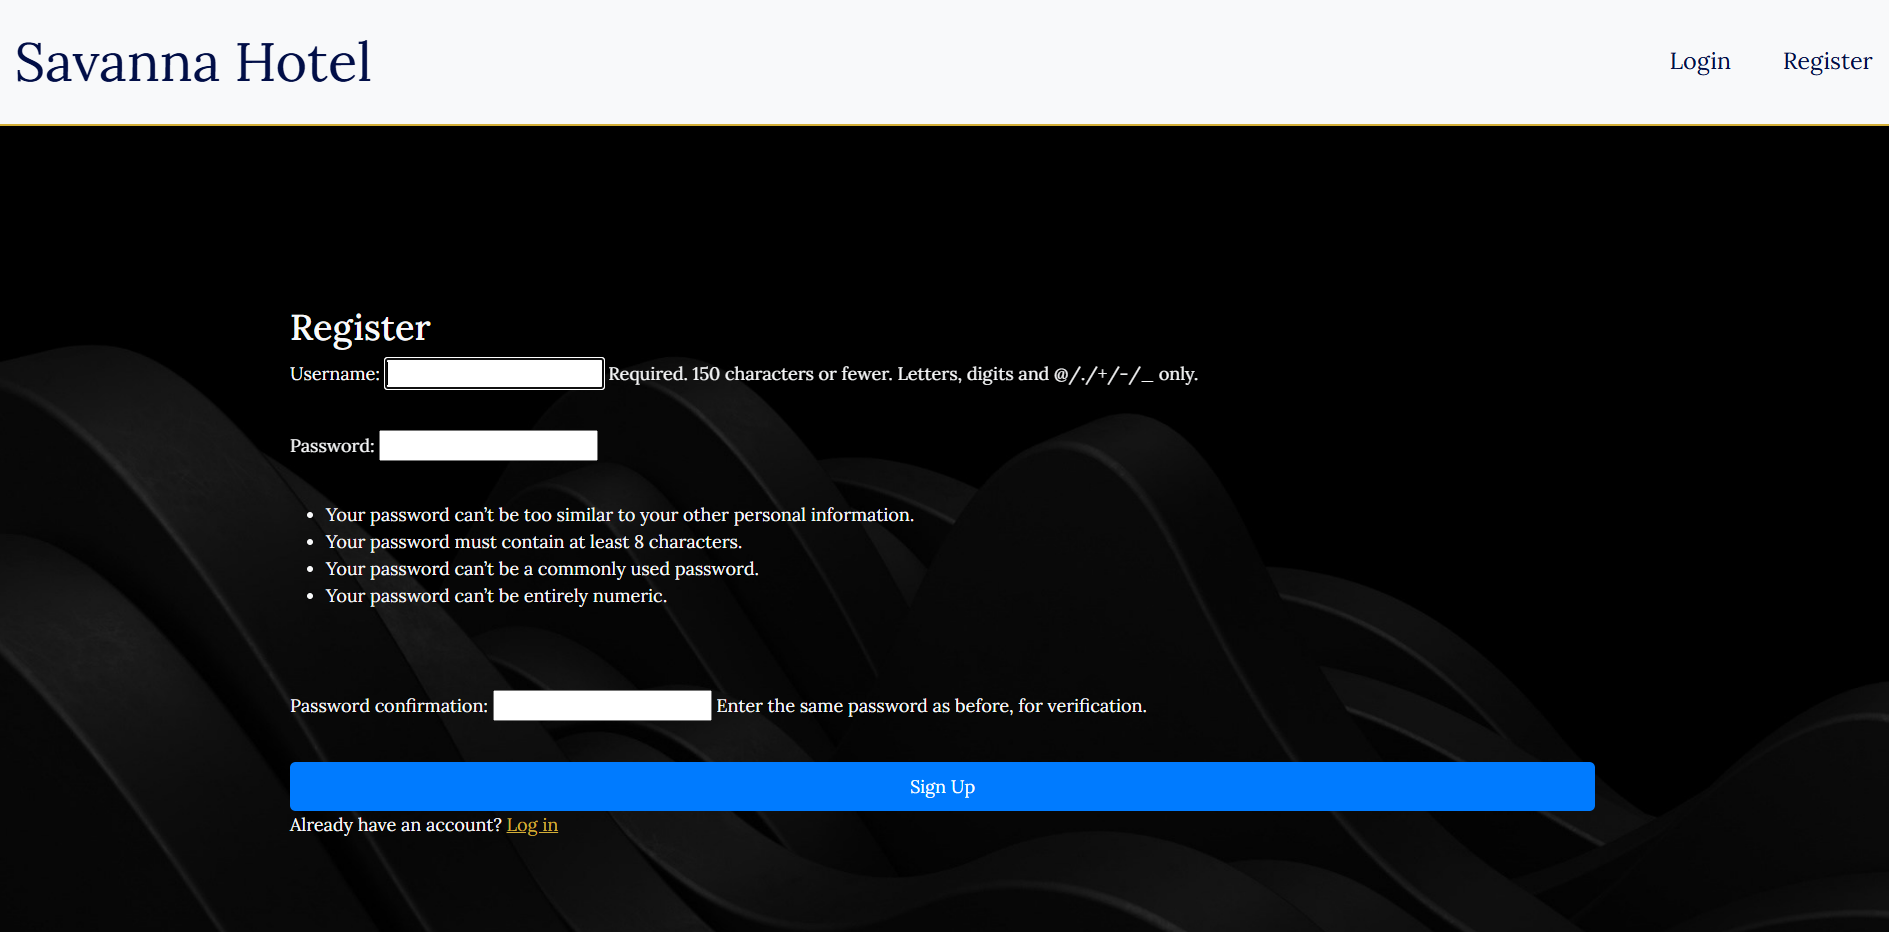 Savanna Hotel
Login
Register
Register
Username: Required. 150 characters or fewer. Letters, digits and @/./+/-/_ only.
Password:
• Your password can’t be too similar to your other personal information.
• Your password must contain at least 8 characters.
• Your password can’t be a commonly used password.
• Your password can’t be entirely numeric.
Password confirmation: Enter the same password as before, for verification.
Sign Up
Already have an account? Log in